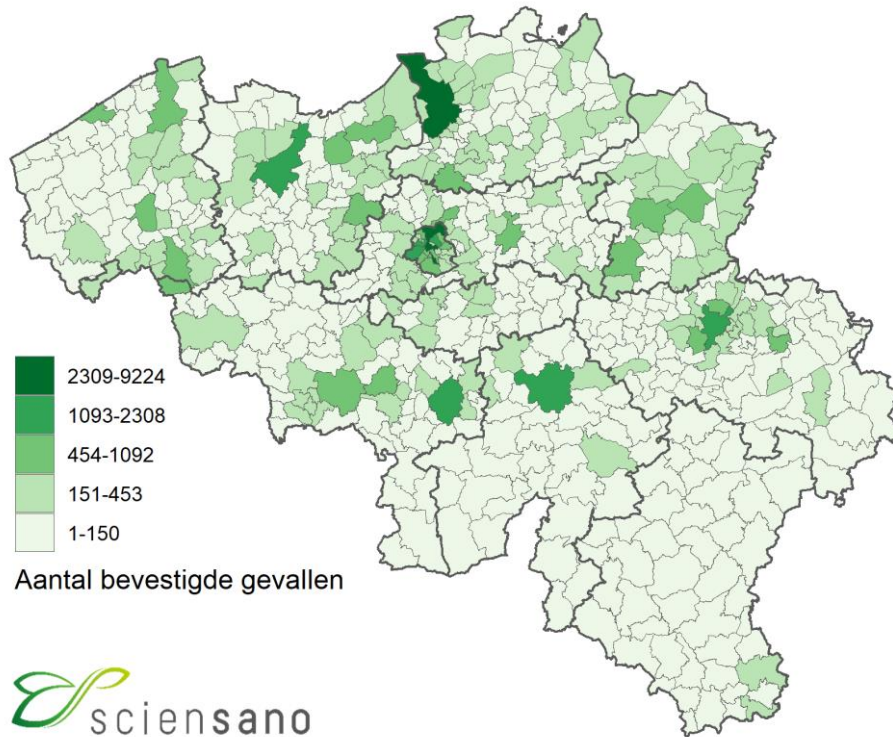 2309-9224
1093-2308
454-1092
151-453
1-150
Aantal bevestigde gevallen
sciensano